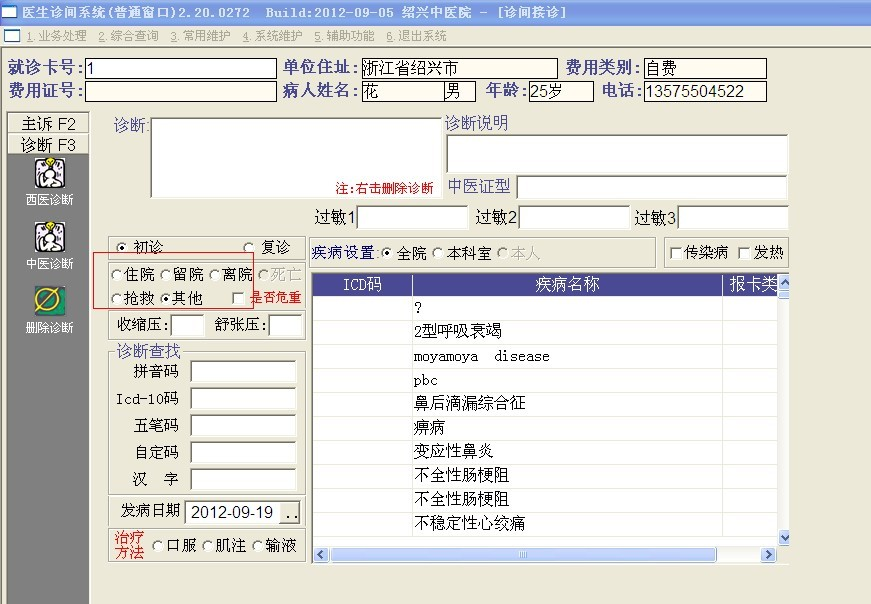 医生诊间系统(普通窗口)2.20.0272 Build:2012-09-05 绍兴中医院 - [诊间接诊]
1.业务处理 2.综合查询 3.常用维护 4.系统维护 5.辅助功能 6.退出系统
就诊卡号:1 单位住址:浙江省绍兴市 费用类别:自费
费用证号: 病人姓名:花 男 年龄:25岁 电话:13575504522
主诉 F2
诊断 F3
西医诊断
中医诊断
删除诊断
诊断:
注:右击删除诊断
诊断说明
中医证型
过敏1 过敏2 过敏3
初诊 复诊
住院 留院 离院 死亡
抢救 其他 是否危重
收缩压: 舒张压:
诊断查找
拼音码
Icd-10码
五笔码
自定码
汉 字
发病日期 2012-09-19 ..
治疗方法 口服 肌注 输液
疾病设置: 全院 本科室 本人
传染病 发热
ICD码 疾病名称 报卡类
?
2型呼吸衰竭
moyamoya disease
pbc
鼻后滴漏综合征
痹病
变应性鼻炎
不全性肠梗阻
不全性肠梗阻
不稳定性心绞痛